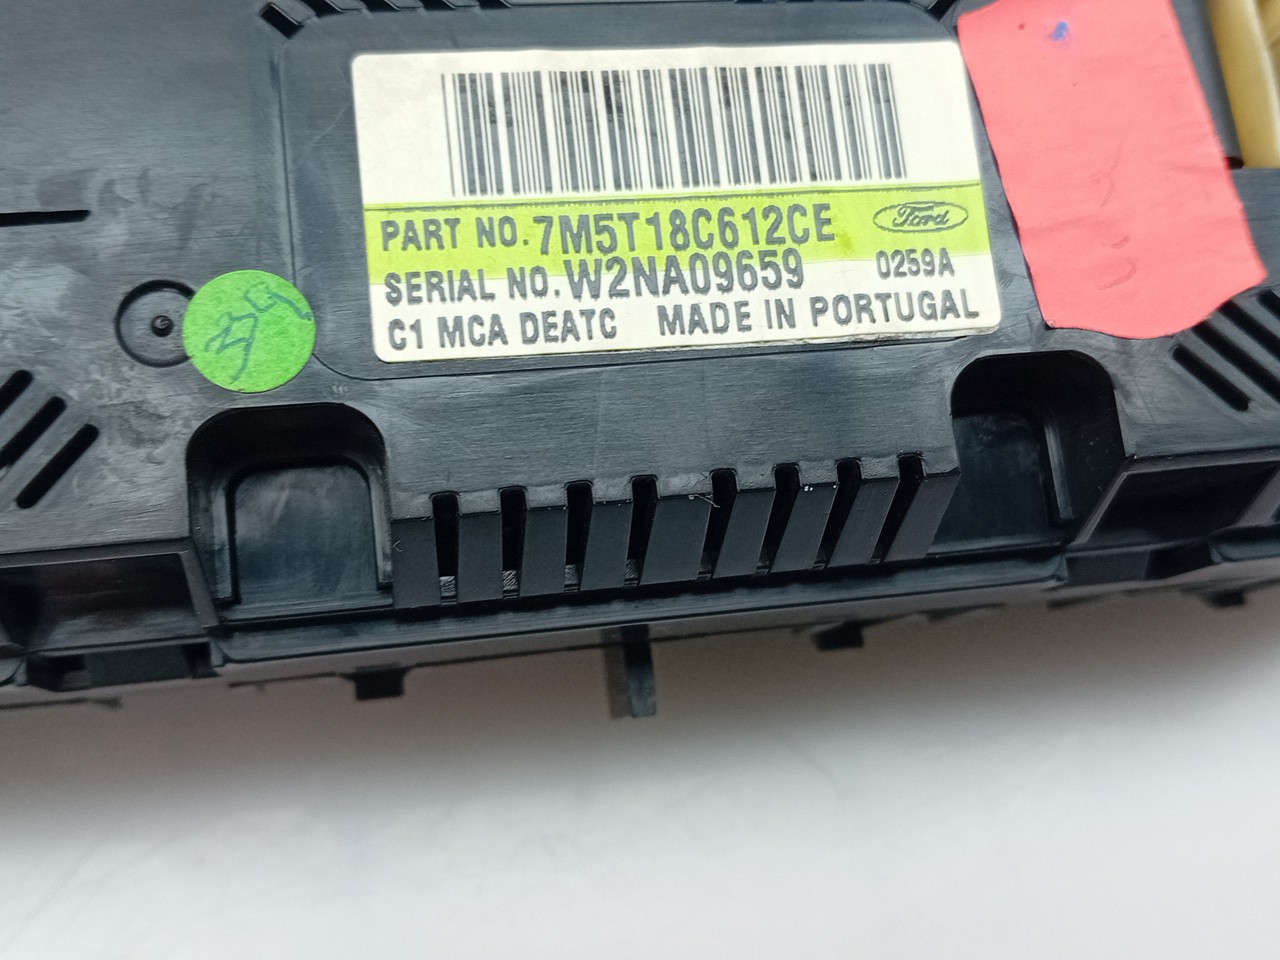 PART NO. 7M5T18C612CE Ford
SERIAL NO. W2NA09659 0259A
C1 MCA DEATC MADE IN PORTUGAL